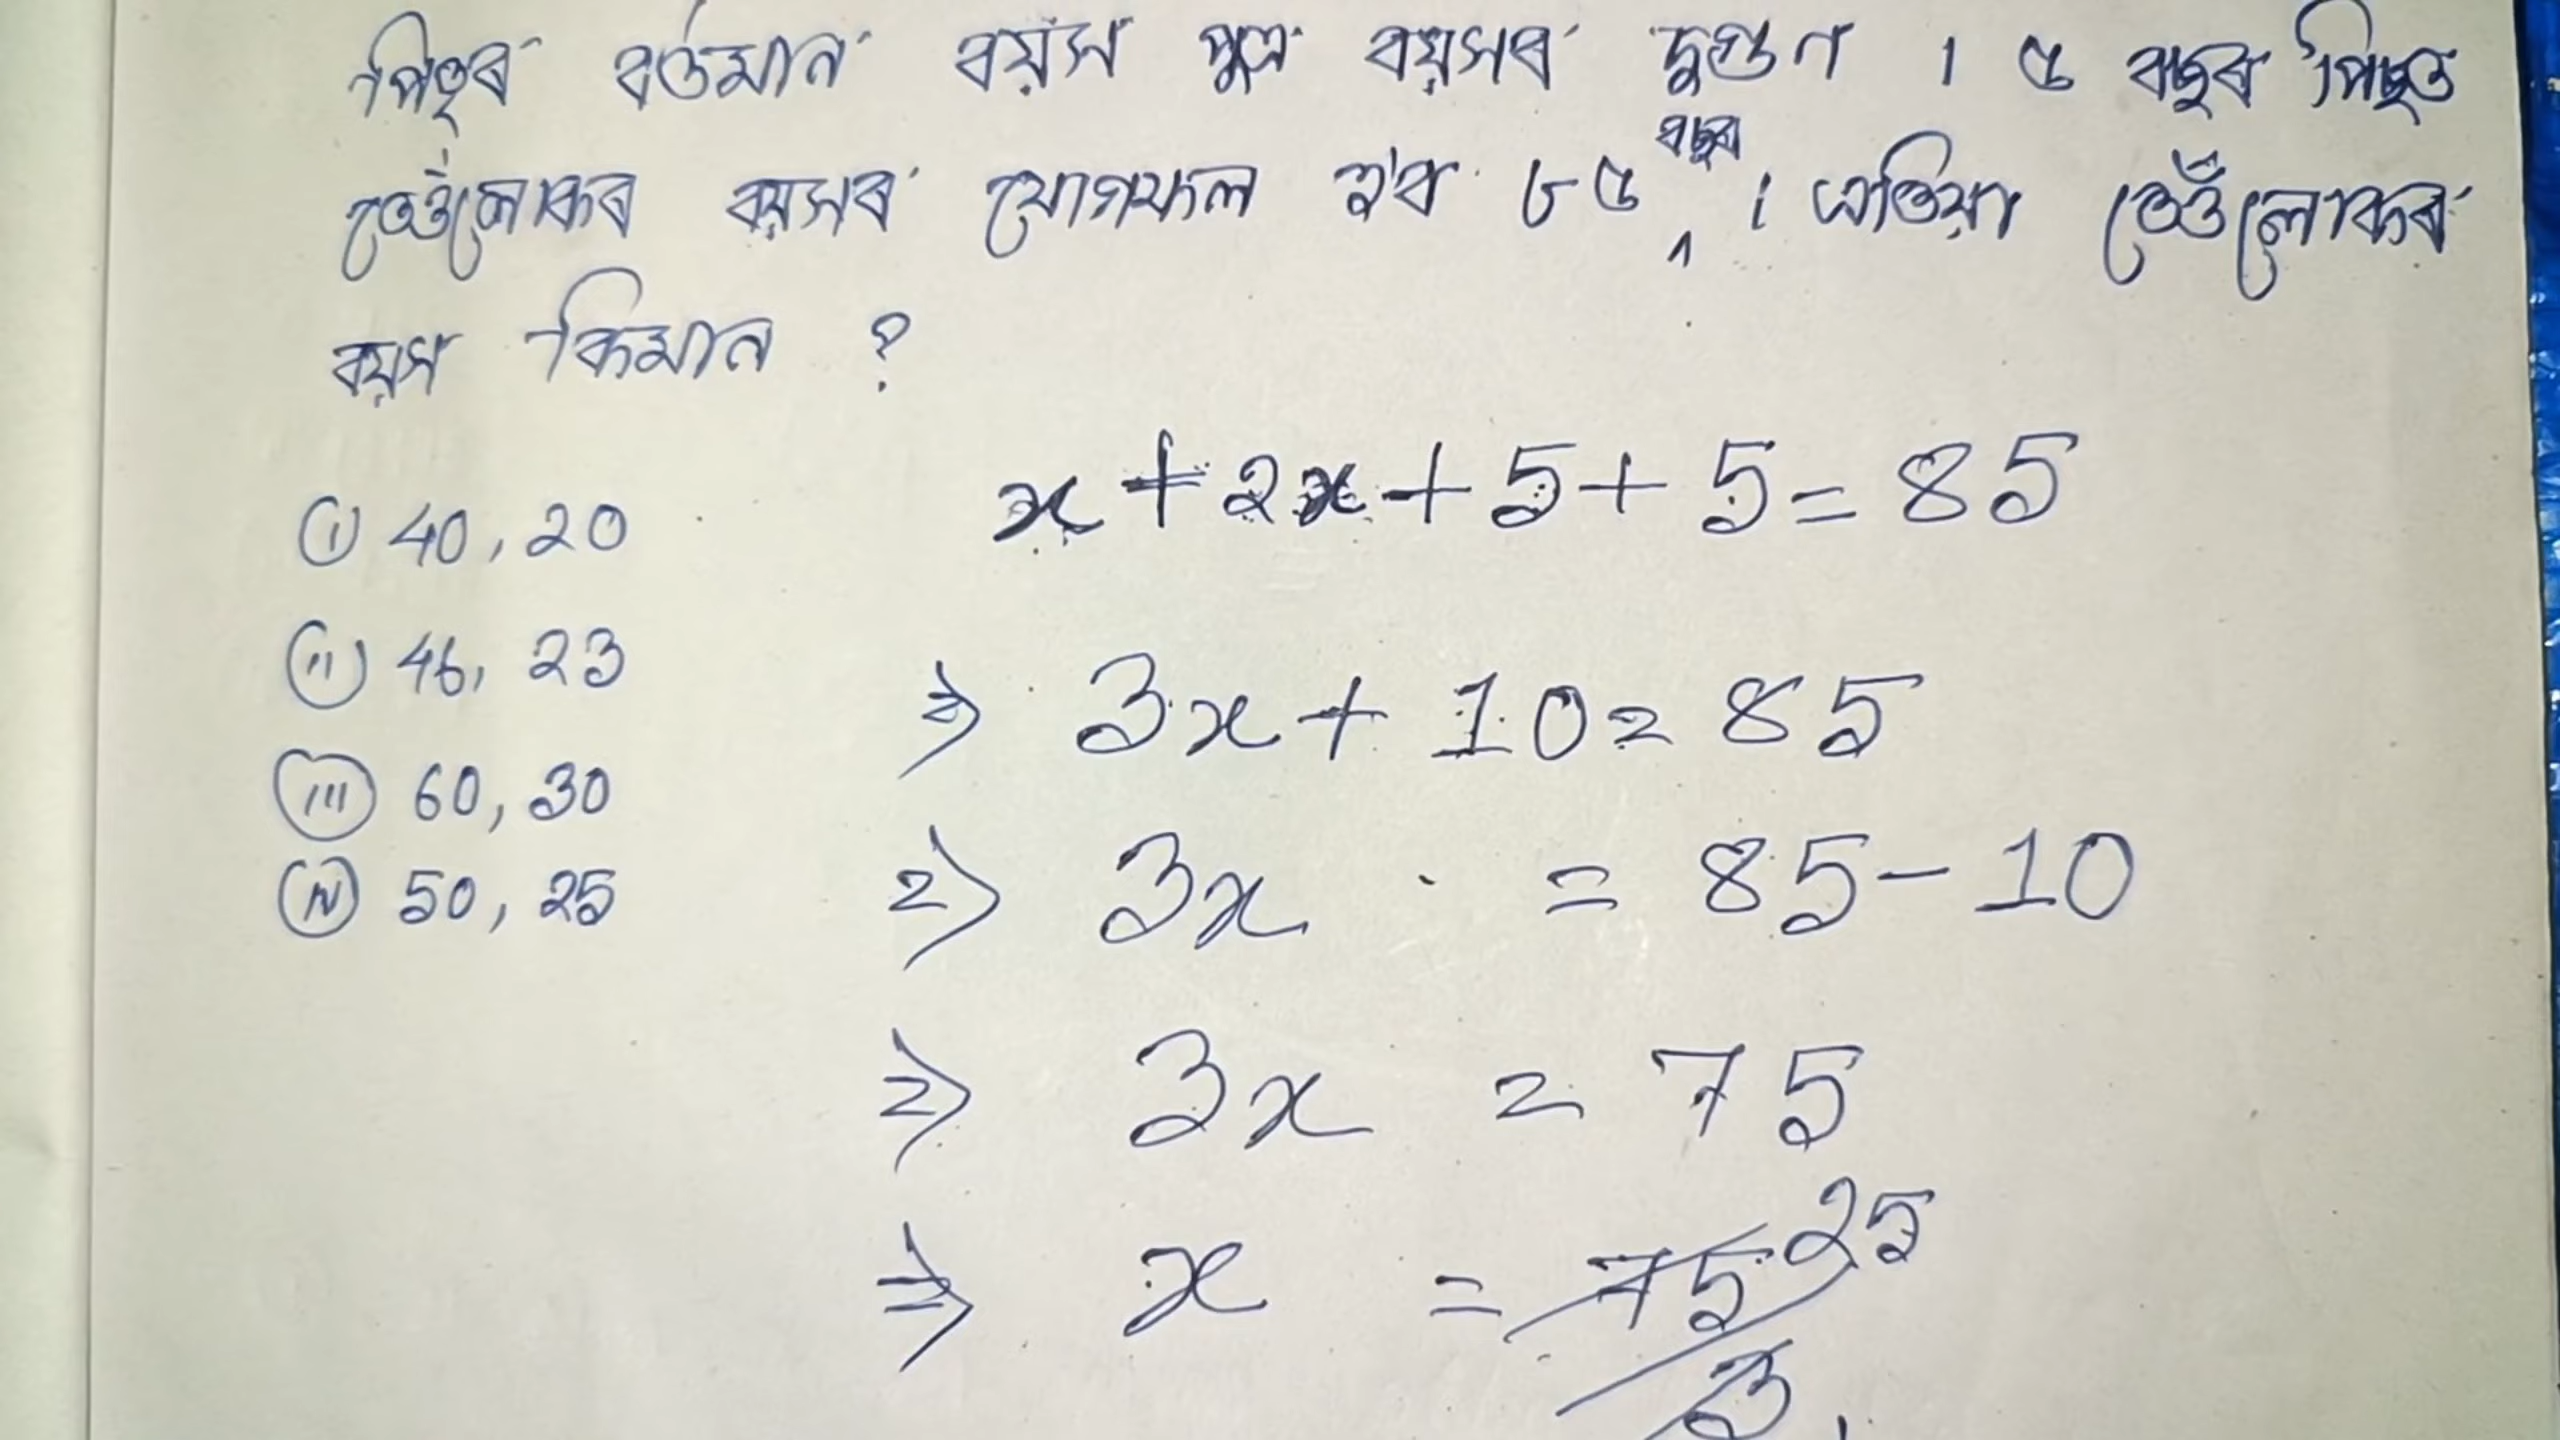 পিতৃৰ বৰ্তমান বয়স পুত্ৰ বয়সৰ দুগুণ । ৫ বছৰ পিছত
তেওঁলোকৰ বয়সৰ যোগফল হ'ব ৮৫ বছৰ । এতিয়া তেওঁলোকৰ
বয়স কিমান ?
x + 2x + 5 + 5 = 85
(i) 40, 20
(ii) 46, 23
⇒ 3x + 10 = 85
(iii) 60, 30
(iv) 50, 25
⇒ 3x = 85 - 10
⇒ 3x = 75
⇒ x = 75 25
3